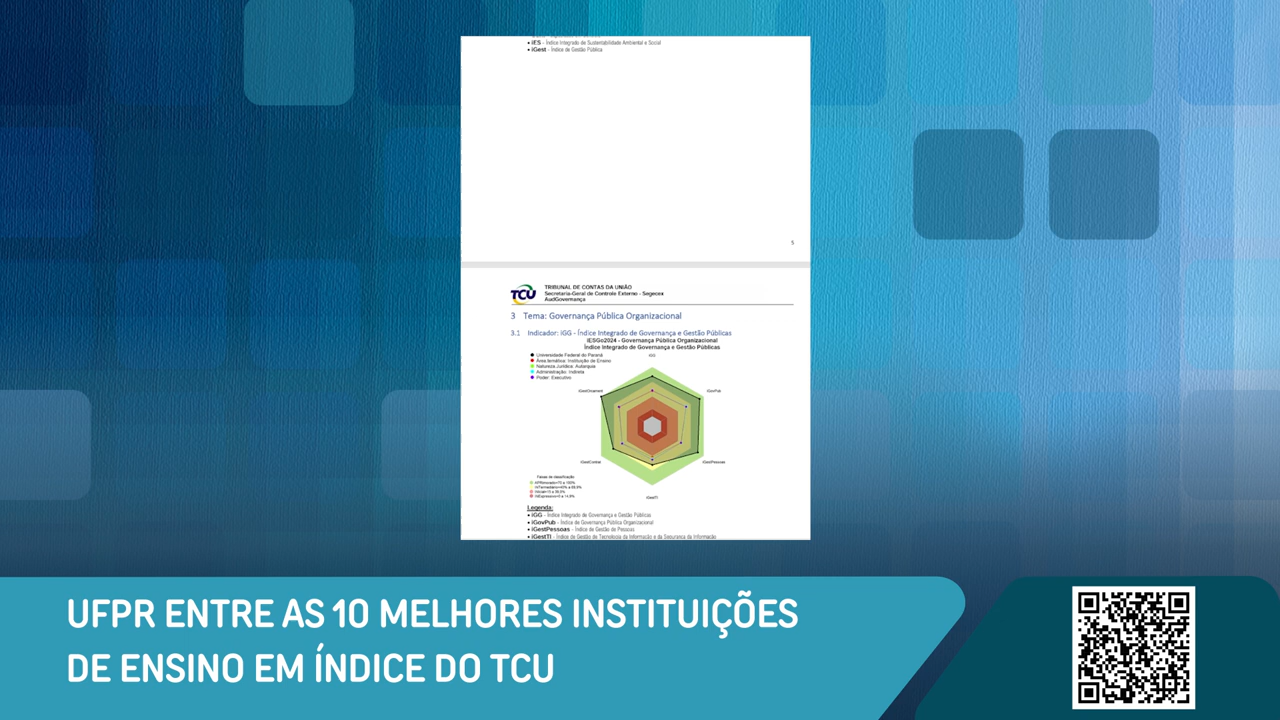 • iES - Índice Integrado de Sustentabilidade Ambiental e Social
• iGest - Índice de Gestão Pública
5
TCU
TRIBUNAL DE CONTAS DA UNIÃO
Secretaria-Geral de Controle Externo - Segecex
AudGovernança
3 Tema: Governança Pública Organizacional
3.1 Indicador: iGG - Índice Integrado de Governança e Gestão Públicas
iESGo2024 - Governança Pública Organizacional
Índice Integrado de Governança e Gestão Públicas
Universidade Federal do Paraná
Área temática: Instituição de Ensino
Natureza Jurídica: Autarquia
Administração: Indireta
Poder: Executivo
iGG
iGestOrcament
iGovPub
iGestContrat
iGestPessoas
iGestTI
Faixas de classificação
Legenda:
• iGG - Índice Integrado de Governança e Gestão Públicas
• iGovPub - Índice de Governança Pública Organizacional
• iGestPessoas - Índice de Gestão de Pessoas
• iGestTI - Índice de Gestão de Tecnologia da Informação e da Segurança da Informação
UFPR ENTRE AS 10 MELHORES INSTITUIÇÕES
DE ENSINO EM ÍNDICE DO TCU